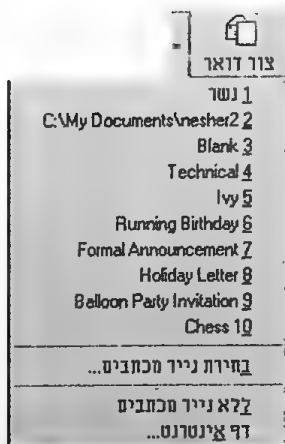 צור דואר
1 נשר
C:\My Documents\nesher2 2
Blank 3
Technical 4
Ivy 5
Running Birthday 6
Formal Announcement 7
Holiday Letter 8
Balloon Party Invitation 9
Chess 10
בחירת נייר מכתבים...
ללא נייר מכתבים
דף אינטרנט...